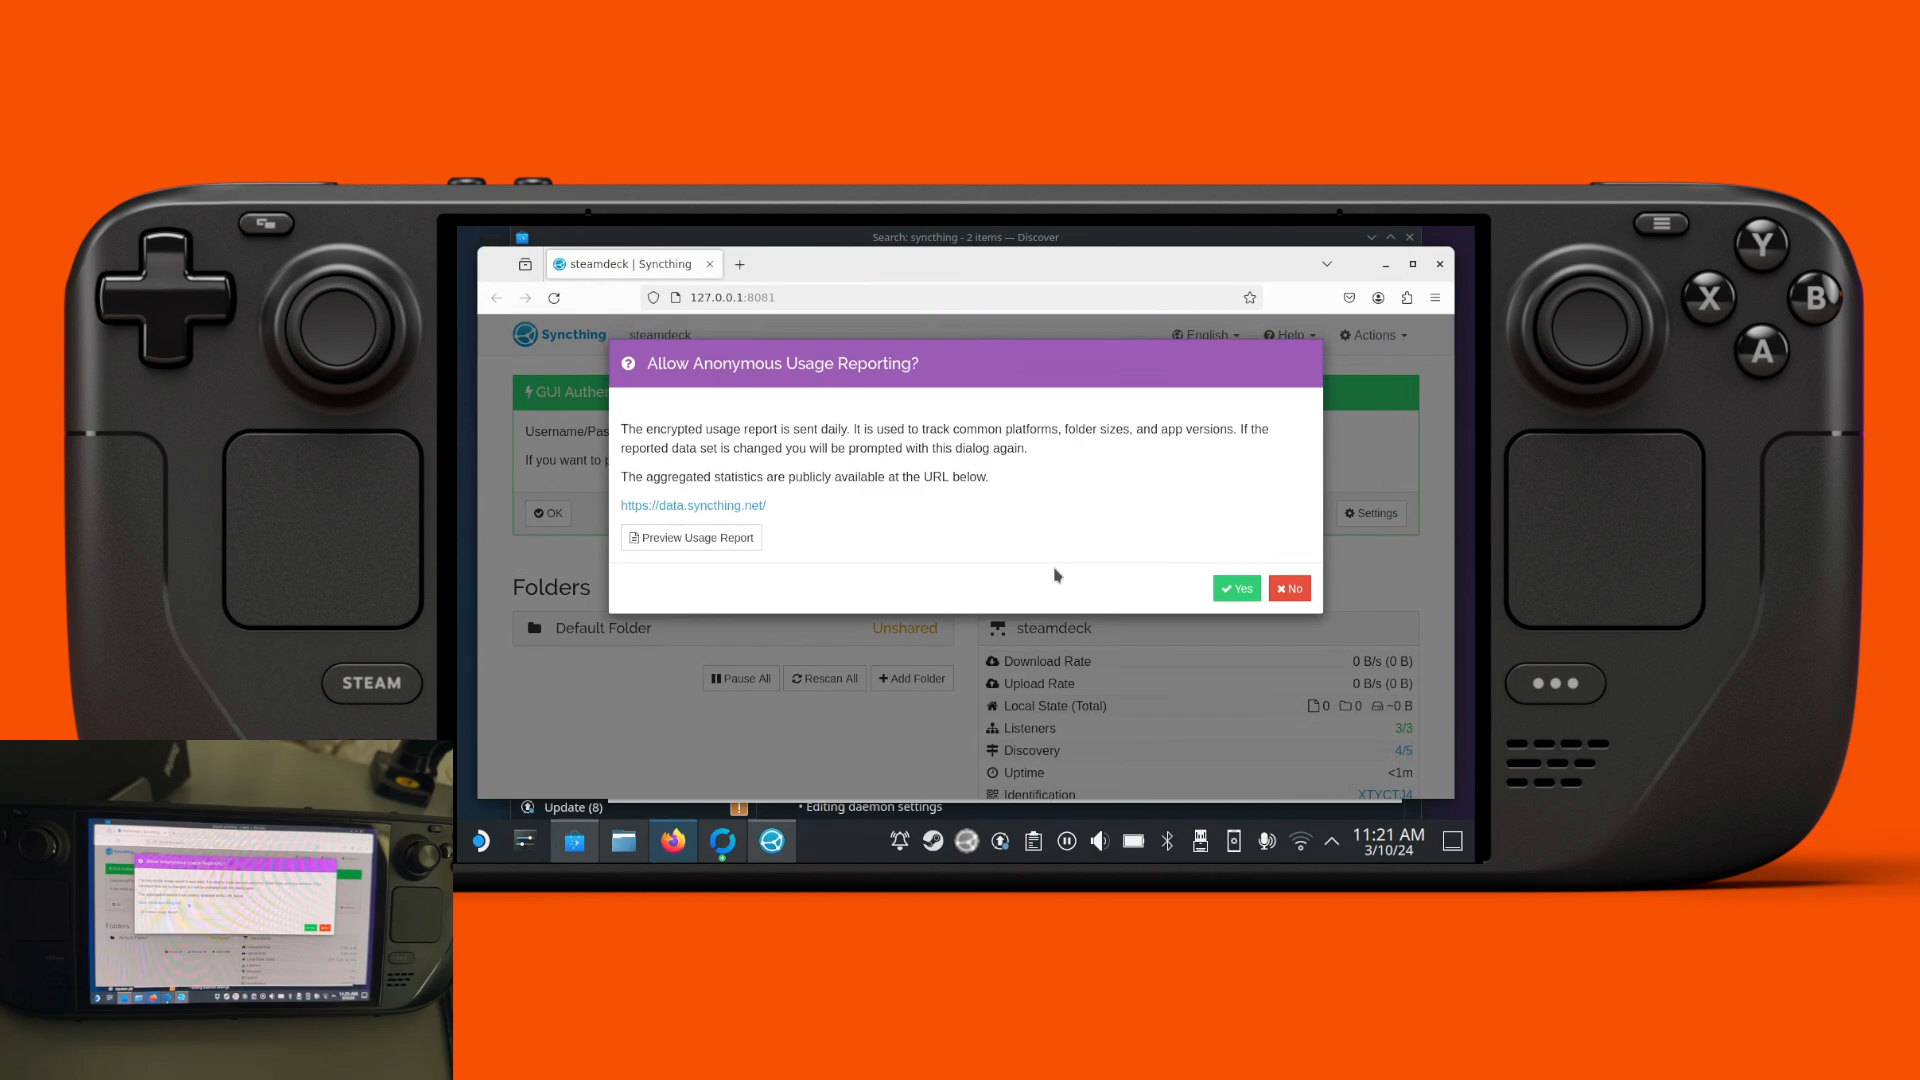 Search: syncthing - 2 items — Discover
steamdeck | Syncthing
127.0.0.1:8081
Syncthing
steamdeck
English
Help
Actions
Allow Anonymous Usage Reporting?
GUI Authen
The encrypted usage report is sent daily. It is used to track common platforms, folder sizes, and app versions. If the
reported data set is changed you will be prompted with this dialog again.
Username/Pas
If you want to p
The aggregated statistics are publicly available at the URL below.
https://data.syncthing.net/
OK
Settings
Preview Usage Report
Yes
No
Folders
Default Folder
Unshared
steamdeck
Pause All
Rescan All
Add Folder
Download Rate
0 B/s (0 B)
Upload Rate
0 B/s (0 B)
Local State (Total)
0
0
~0 B
Listeners
3/3
Discovery
4/5
Uptime
<1m
Identification
XTYCTJ4
Update (8)
• Editing daemon settings
11:21 AM
3/10/24
STEAM
Y
X
B
A